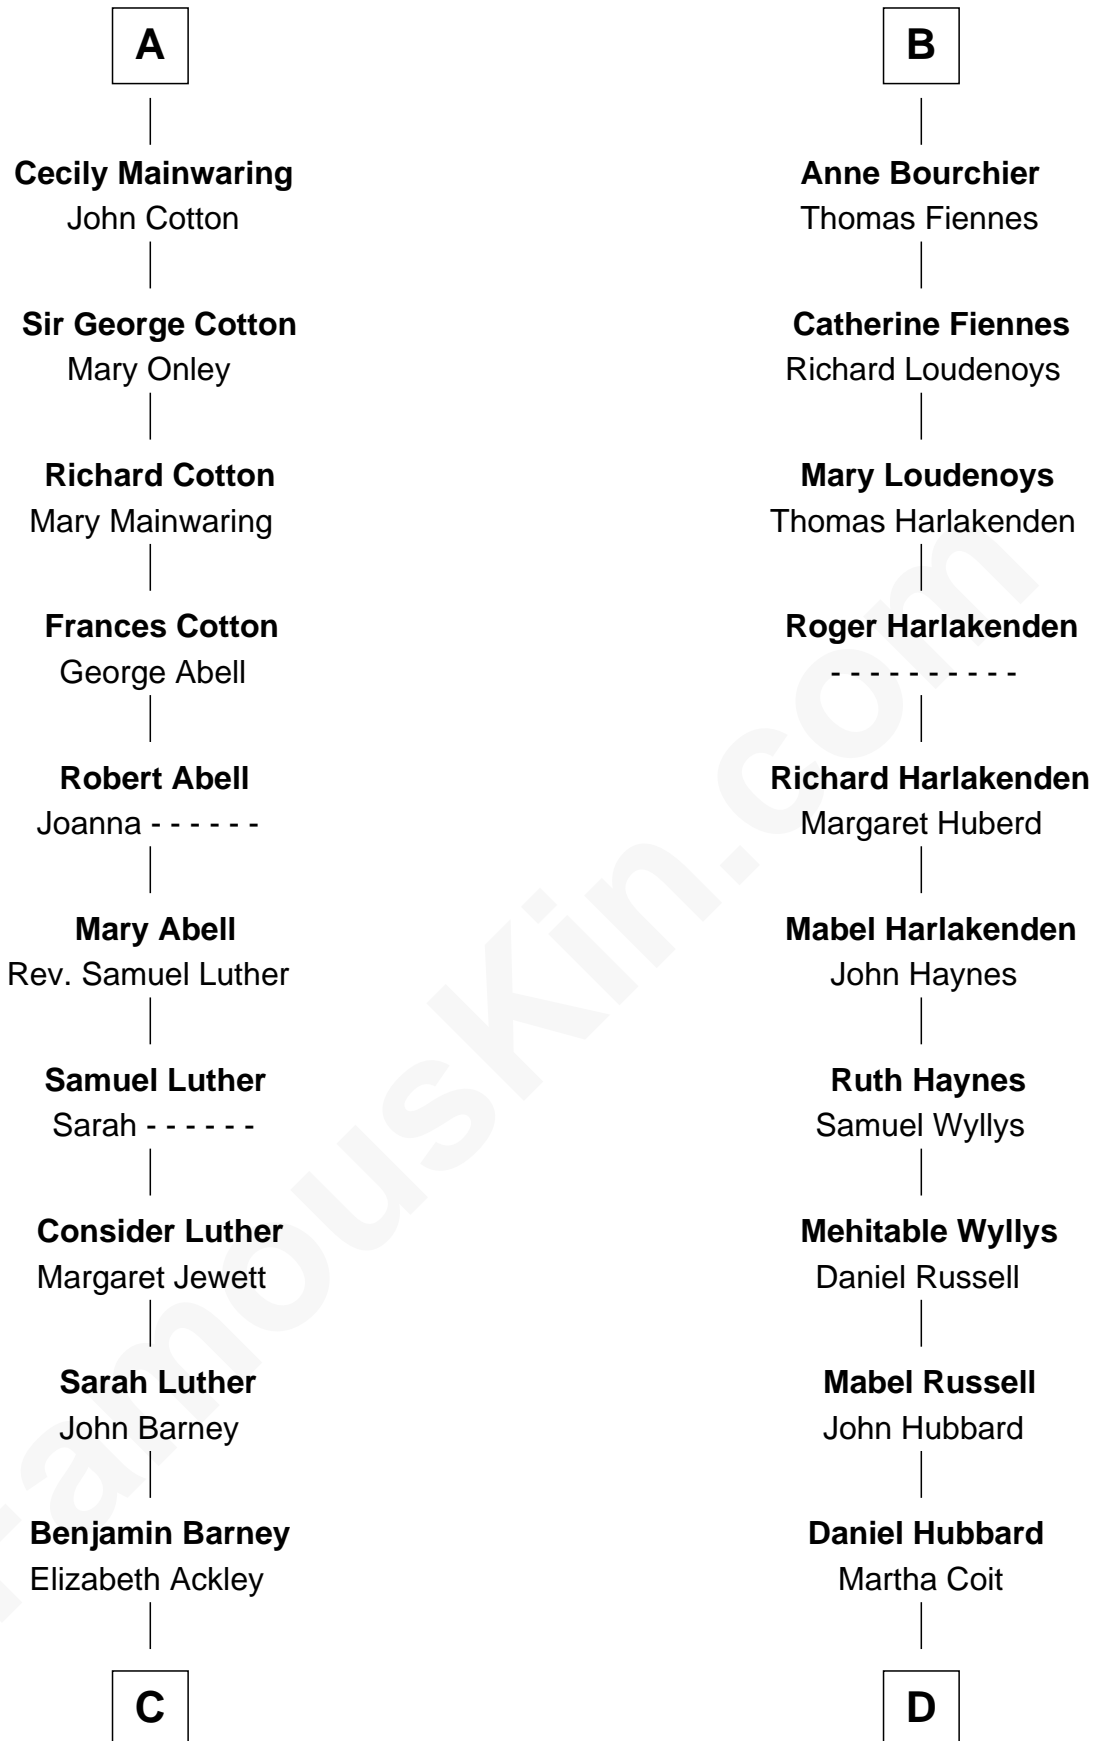 A
Cecily Mainwaring
John Cotton
Sir George Cotton
Mary Onley
Richard Cotton
Mary Mainwaring
Frances Cotton
George Abell
Robert Abell
Joanna - - - - - -
Mary Abell
Rev. Samuel Luther
Samuel Luther
Sarah - - - - - -
Consider Luther
Margaret Jewett
Sarah Luther
John Barney
Benjamin Barney
Elizabeth Ackley
C
B
Anne Bourchier
Thomas Fiennes
Catherine Fiennes
Richard Loudenoys
Mary Loudenoys
Thomas Harlakenden
Roger Harlakenden
- - - - - - - - - -
Richard Harlakenden
Margaret Huberd
Mabel Harlakenden
John Haynes
Ruth Haynes
Samuel Wyllys
Mehitable Wyllys
Daniel Russell
Mabel Russell
John Hubbard
Daniel Hubbard
Martha Coit
D
FamousKin.com